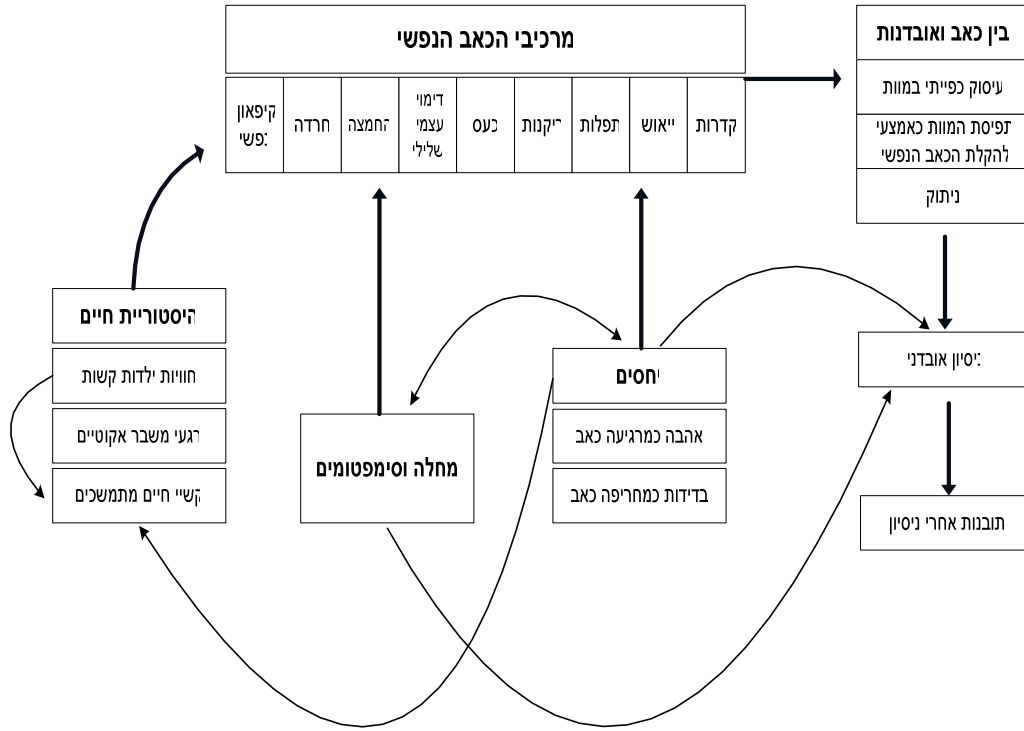 מרכיבי הכאב הנפשי
קדרות
ייאוש
תפלות
ריקנות
כעס
דימוי
עצמי
שלילי
החמצה
חרדה
קיפאון
נפשי
בין כאב ואובדנות
עיסוק כפייתי במוות
תפיסת המוות כאמצעי
להקלת הכאב הנפשי
ניתוק
ניסיון אובדני
תובנות אחרי ניסיון
יחסים
אהבה כמרגיעה כאב
בדידות כמחריפה כאב
מחלה וסימפטומים
היסטוריית חיים
חוויות ילדות קשות
רגעי משבר אקוטיים
קשיי חיים מתמשכים